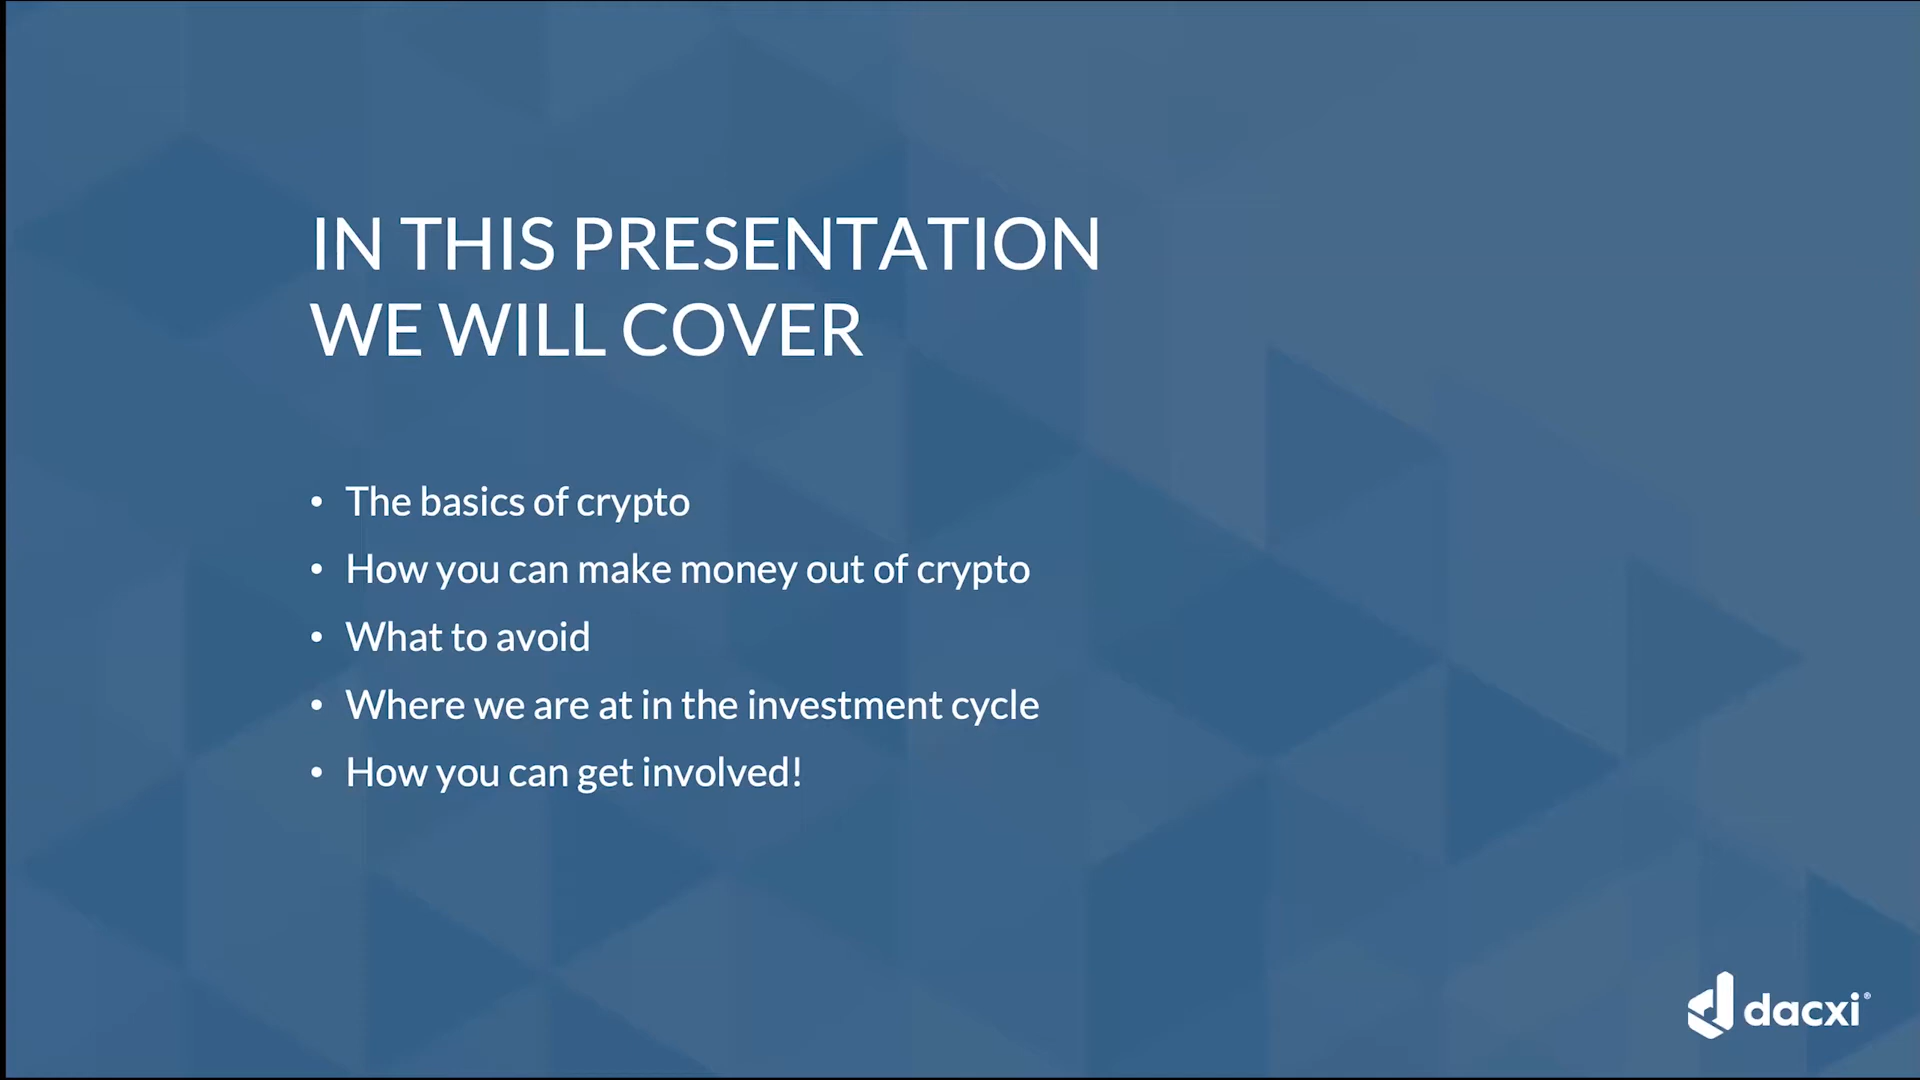 IN THIS PRESENTATION
WE WILL COVER
• The basics of crypto
• How you can make money out of crypto
• What to avoid
• Where we are at in the investment cycle
• How you can get involved!
dacxi®